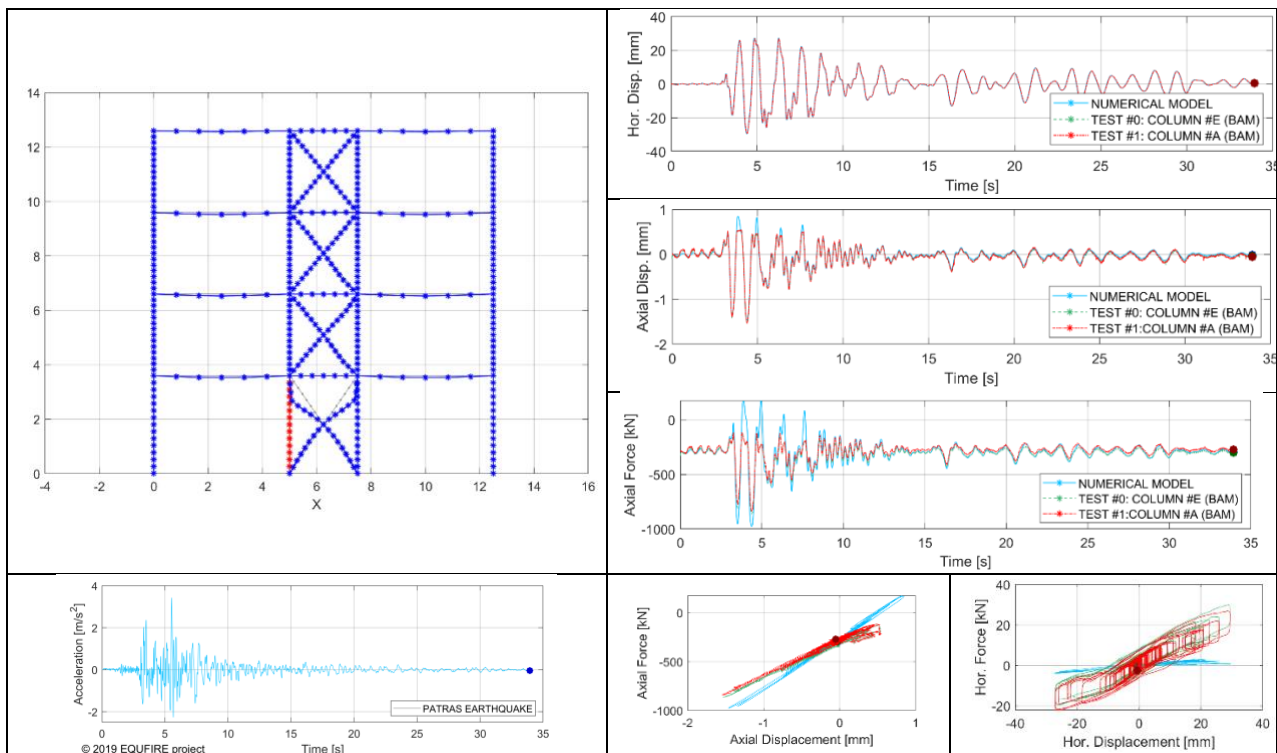 14
12
10
8
6
4
2
0
-4 -2 0 2 4 6 8 10 12 14 16
X
Hor. Disp. [mm]
40
20
0
-20
-40
NUMERICAL MODEL
TEST #0: COLUMN #E (BAM)
TEST #1: COLUMN #A (BAM)
0 5 10 15 20 25 30 35
Time [s]
Axial Disp. [mm]
1
0
-1
-2
NUMERICAL MODEL
TEST #0: COLUMN #E (BAM)
TEST #1:COLUMN #A (BAM)
0 5 10 15 20 25 30 35
Time [s]
Axial Force [kN]
0
-500
-1000
NUMERICAL MODEL
TEST #0: COLUMN #E (BAM)
TEST #1:COLUMN #A (BAM)
0 5 10 15 20 25 30 35
Time [s]
Acceleration [m/s²]
4
2
0
-2
PATRAS EARTHQUAKE
0 5 10 15 20 25 30 35
© 2019 EQUFIRE project Time [s]
Axial Force [kN]
0
-500
-1000
-2 -1 0 1
Axial Displacement [mm]
Hor. Force [kN]
40
20
0
-20
-40 -20 0 20 40
Hor. Displacement [mm]